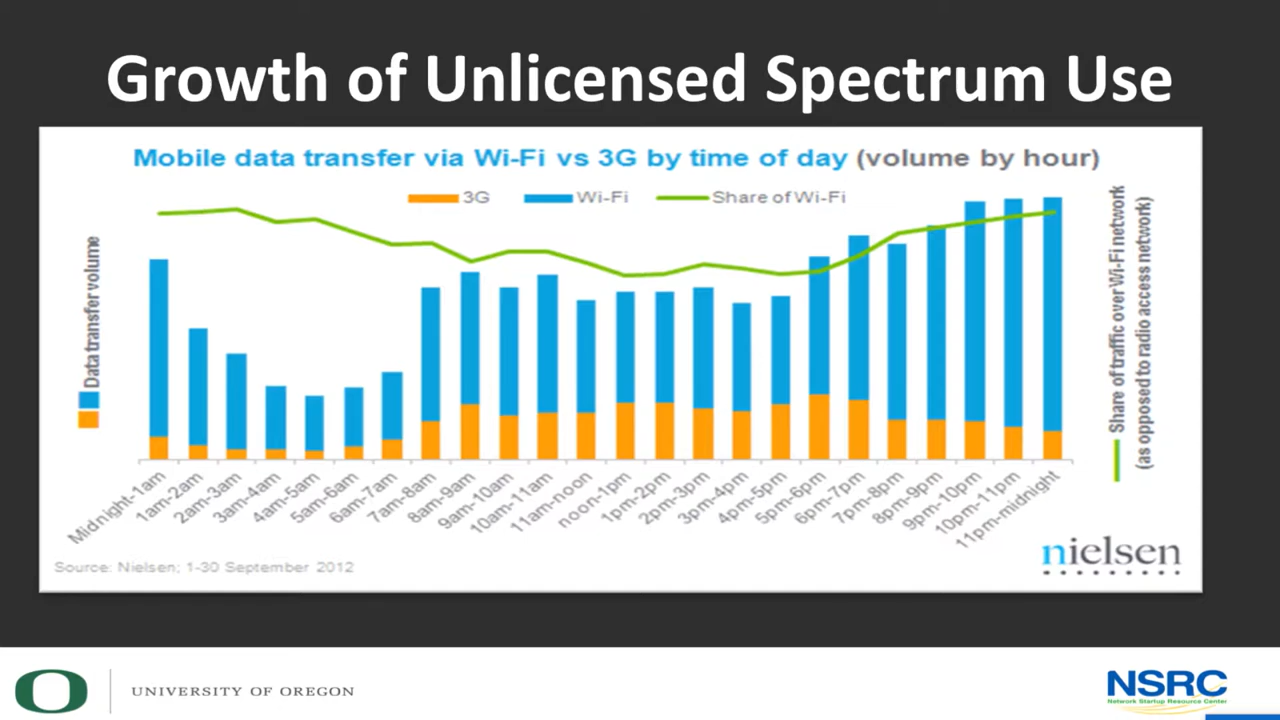 Growth of Unlicensed Spectrum Use
Mobile data transfer via Wi-Fi vs 3G by time of day (volume by hour)
3G
Wi-Fi
Share of Wi-Fi
Data transfer volume
Share of traffic over Wi-Fi network
(as opposed to radio access network)
Midnight-1am
1am-2am
2am-3am
3am-4am
4am-5am
5am-6am
6am-7am
7am-8am
8am-9am
9am-10am
10am-11am
11am-noon
noon-1pm
1pm-2pm
2pm-3pm
3pm-4pm
4pm-5pm
5pm-6pm
6pm-7pm
7pm-8pm
8pm-9pm
9pm-10pm
10pm-11pm
11pm-midnight
Source: Nielsen; 1-30 September 2012
nielsen
O
UNIVERSITY OF OREGON
NSRC
Network Startup Resource Center